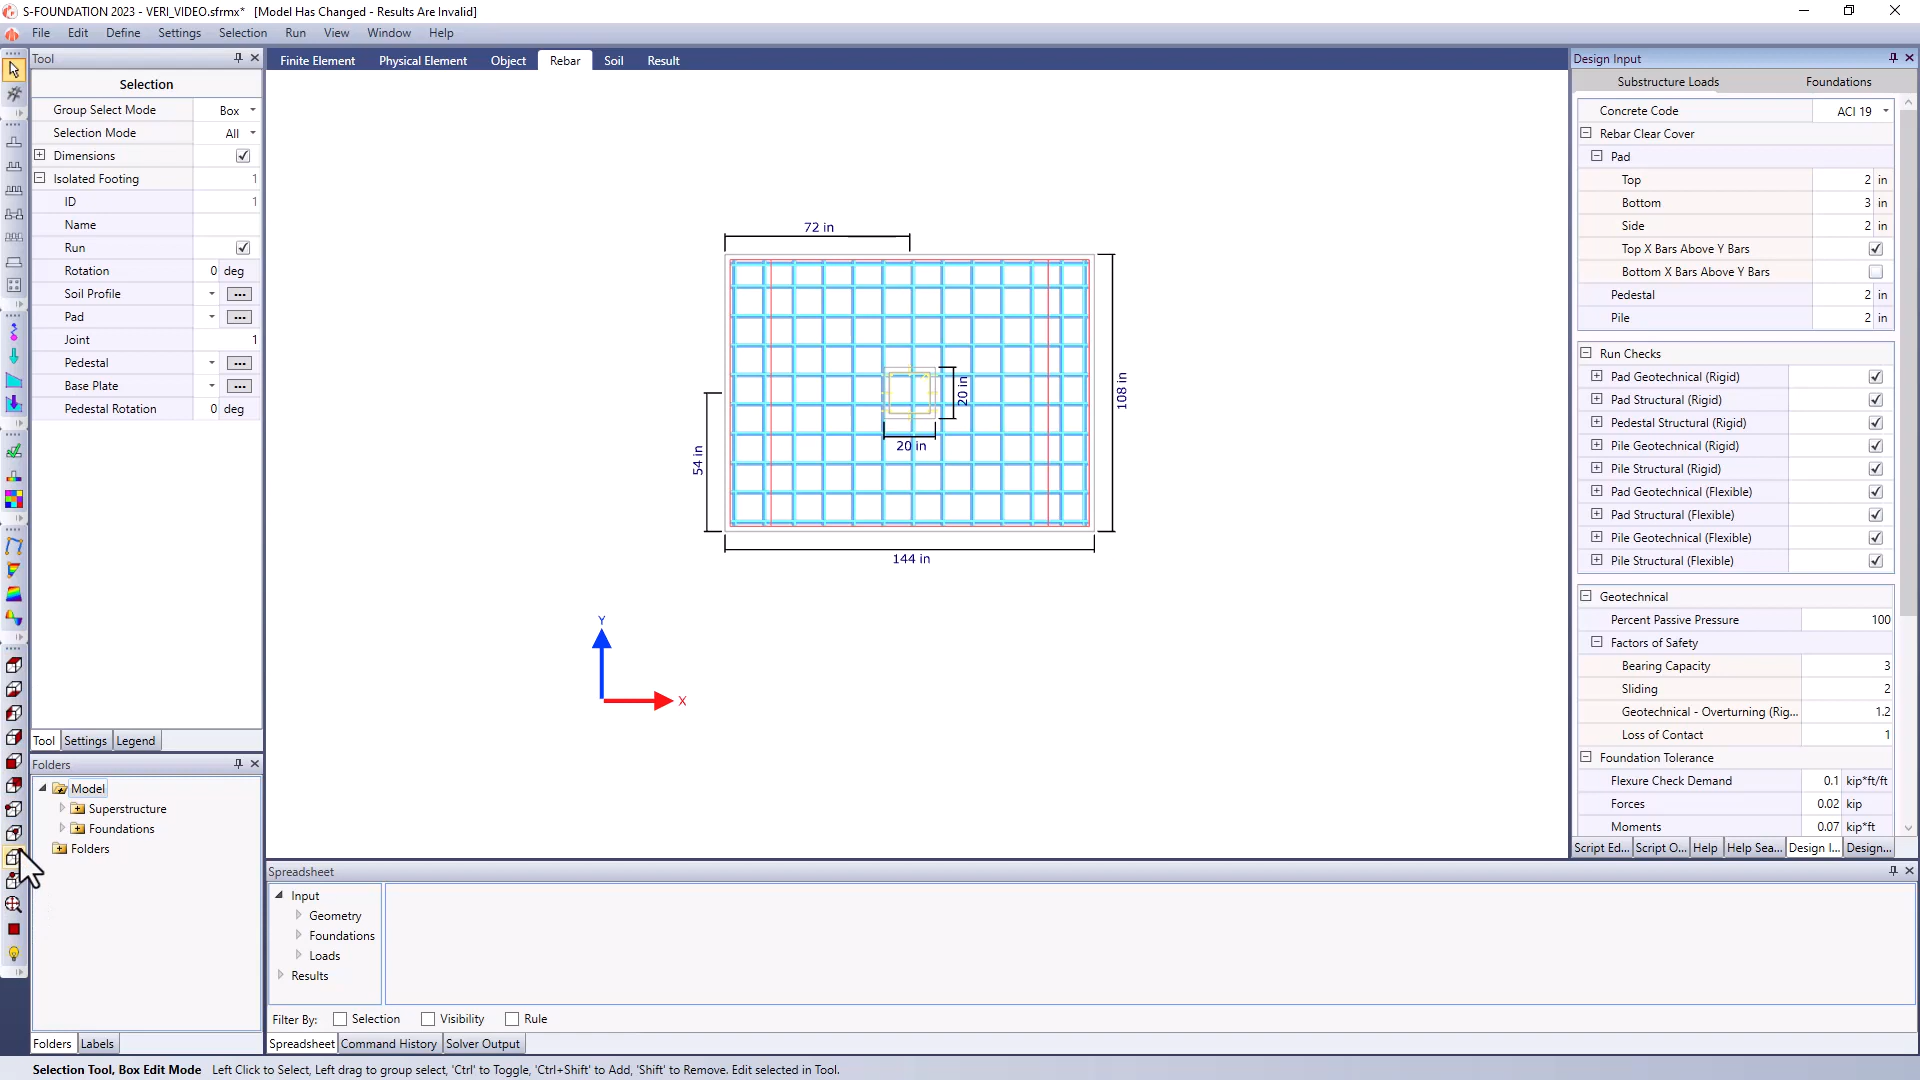 S-FOUNDATION 2023 - VERI_VIDEO.sfrmx* [Model Has Changed - Results Are Invalid]
File Edit Define Settings Selection Run View Window Help
Tool
Selection
Group Select Mode Box
Selection Mode All
Dimensions
Isolated Footing 1
ID 1
Name
Run
Rotation 0 deg
Soil Profile
Pad
Joint 1
Pedestal
Base Plate
Pedestal Rotation 0 deg
Tool Settings Legend
Folders
Model
Superstructure
Foundations
Folders
Folders Labels
Finite Element Physical Element Object Rebar Soil Result
72 in
108 in
20 in
20 in
54 in
144 in
Y
X
Spreadsheet
Input
Geometry
Foundations
Loads
Results
Filter By: Selection Visibility Rule
Spreadsheet Command History Solver Output
Design Input
Substructure Loads Foundations
Concrete Code ACI 19
Rebar Clear Cover
Pad
Top 2 in
Bottom 3 in
Side 2 in
Top X Bars Above Y Bars
Bottom X Bars Above Y Bars
Pedestal 2 in
Pile 2 in
Run Checks
Pad Geotechnical (Rigid)
Pad Structural (Rigid)
Pedestal Structural (Rigid)
Pile Geotechnical (Rigid)
Pile Structural (Rigid)
Pad Geotechnical (Flexible)
Pad Structural (Flexible)
Pile Geotechnical (Flexible)
Pile Structural (Flexible)
Geotechnical
Percent Passive Pressure 100
Factors of Safety
Bearing Capacity 3
Sliding 2
Geotechnical - Overturning (Rig... 1.2
Loss of Contact 1
Foundation Tolerance
Flexure Check Demand 0.1 kip*ft/ft
Forces 0.02 kip
Moments 0.07 kip*ft
Script Ed... Script O... Help Help Sea... Design I... Design...
Selection Tool, Box Edit Mode Left Click to Select, Left drag to group select, 'Ctrl' to Toggle, 'Ctrl+Shift' to Add, 'Shift' to Remove. Edit selected in Tool.